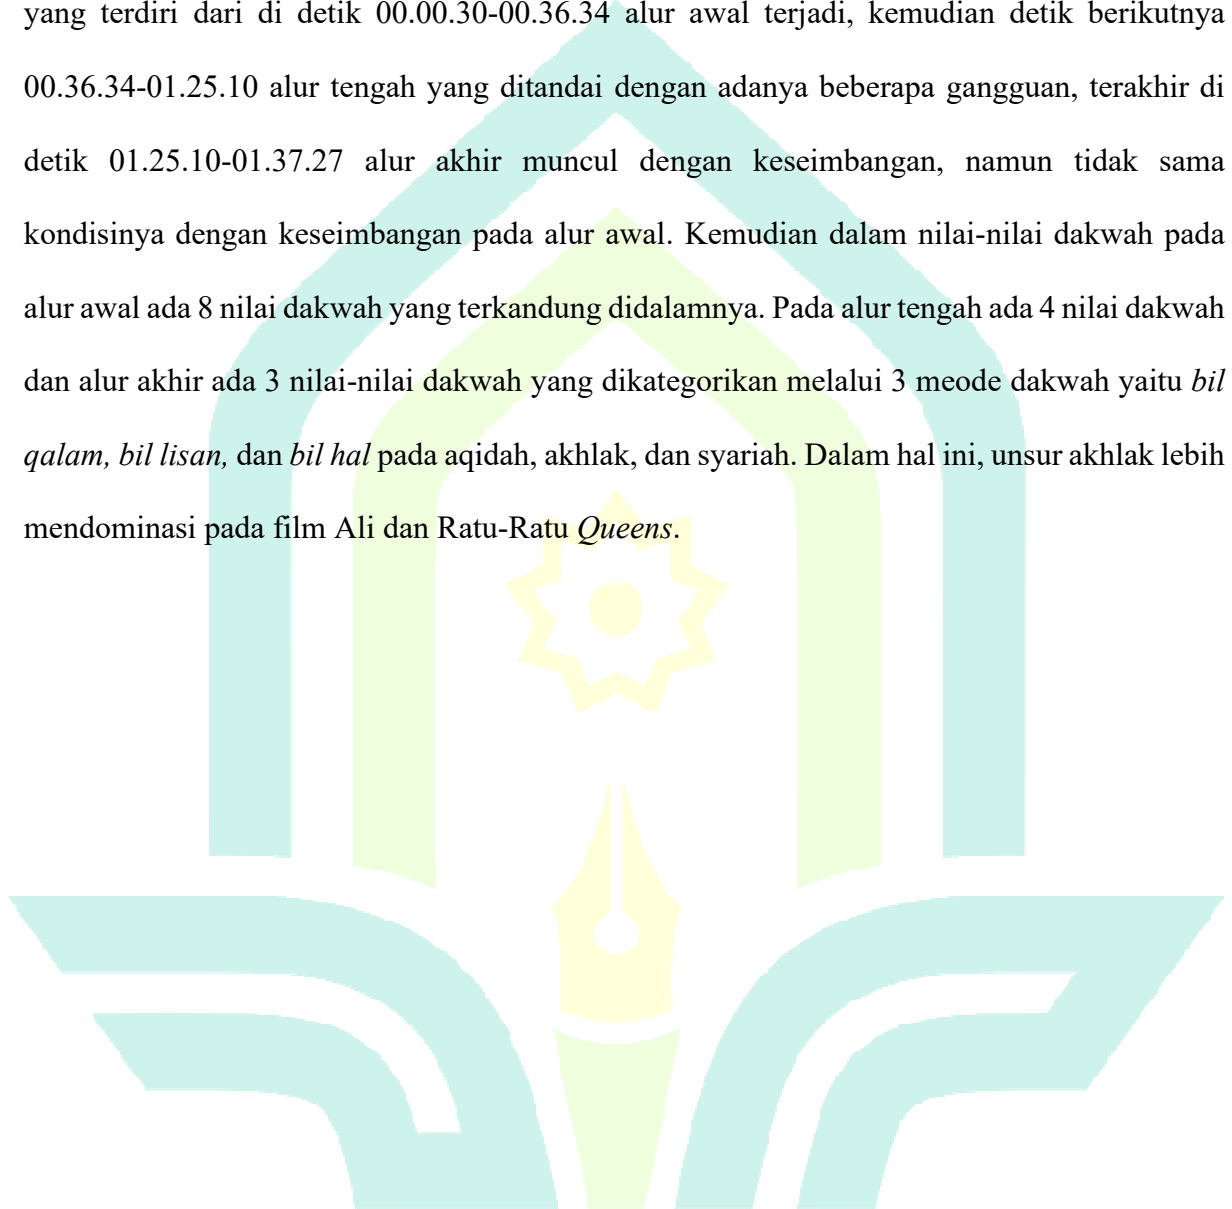 yang terdiri dari di detik 00.00.30-00.36.34 alur awal terjadi, kemudian detik berikutnya
00.36.34-01.25.10 alur tengah yang ditandai dengan adanya beberapa gangguan, terakhir di
detik 01.25.10-01.37.27 alur akhir muncul dengan keseimbangan, namun tidak sama
kondisinya dengan keseimbangan pada alur awal. Kemudian dalam nilai-nilai dakwah pada
alur awal ada 8 nilai dakwah yang terkandung didalamnya. Pada alur tengah ada 4 nilai dakwah
dan alur akhir ada 3 nilai-nilai dakwah yang dikategorikan melalui 3 meode dakwah yaitu bil
qalam, bil lisan, dan bil hal pada aqidah, akhlak, dan syariah. Dalam hal ini, unsur akhlak lebih
mendominasi pada film Ali dan Ratu-Ratu Queens.